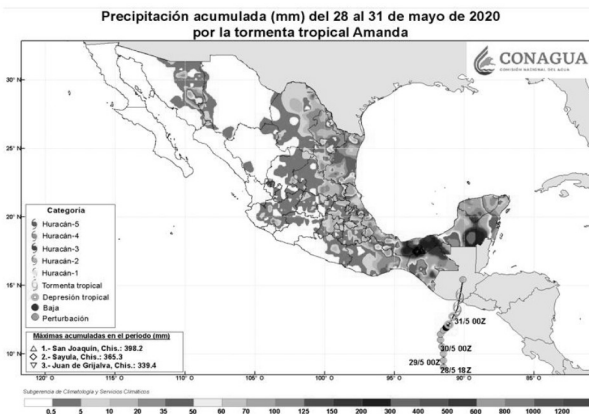 Precipitación acumulada (mm) del 28 al 31 de mayo de 2020
por la tormenta tropical Amanda
CONAGUA
COMISIÓN NACIONAL DEL AGUA
30° N
25° N
20° N
15° N
10° N
Categoría
Huracán-5
Huracán-4
Huracán-3
Huracán-2
Huracán-1
Tormenta tropical
Depresión tropical
Baja
Perturbación
Máximas acumuladas en el periodo (mm)
1.- San Joaquín, Chis.: 398.2
2.- Sayula, Chis.: 365.3
3.- Juan de Grijalva, Chis.: 339.4
31/5 00Z
30/5 00Z
29/5 00Z
28/5 18Z
120° O 115° O 110° O 105° O 100° O 95° O 90° O 85° O
Subgerencia de Climatología y Servicios Climáticos
0.5 5 10 20 35 50 60 70 100 125 150 200 300 400 500 600 800 1000 1200